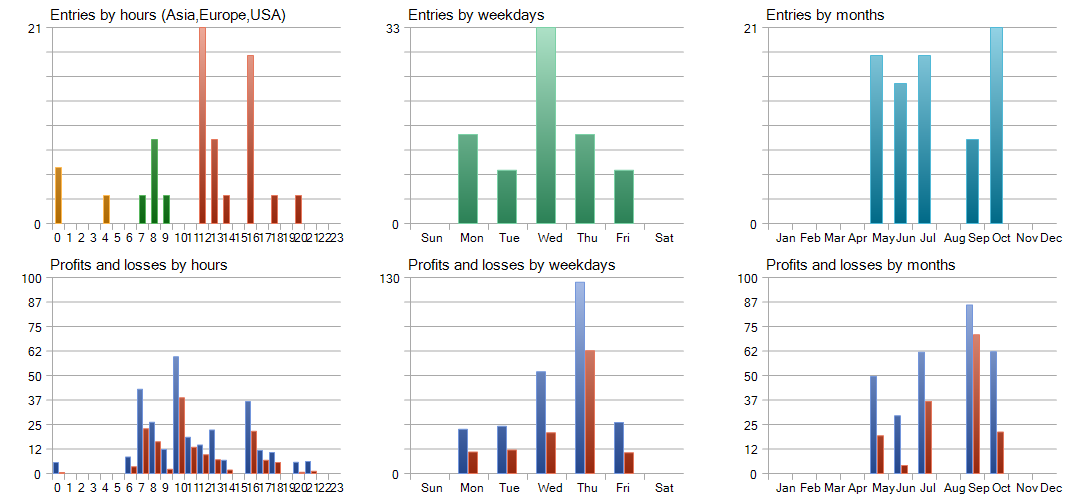 Entries by hours (Asia,Europe,USA)
21
0
0 1 2 3 4 5 6 7 8 9 10 11 12 13 14 15 16 17 18 19 20 21 22 23
Entries by weekdays
33
0
Sun Mon Tue Wed Thu Fri Sat
Entries by months
21
0
Jan Feb Mar Apr May Jun Jul Aug Sep Oct Nov Dec
Profits and losses by hours
100
87
75
62
50
37
25
12
0
0 1 2 3 4 5 6 7 8 9 10 11 12 13 14 15 16 17 18 19 20 21 22 23
Profits and losses by weekdays
130
0
Sun Mon Tue Wed Thu Fri Sat
Profits and losses by months
100
87
75
62
50
37
25
12
0
Jan Feb Mar Apr May Jun Jul Aug Sep Oct Nov Dec